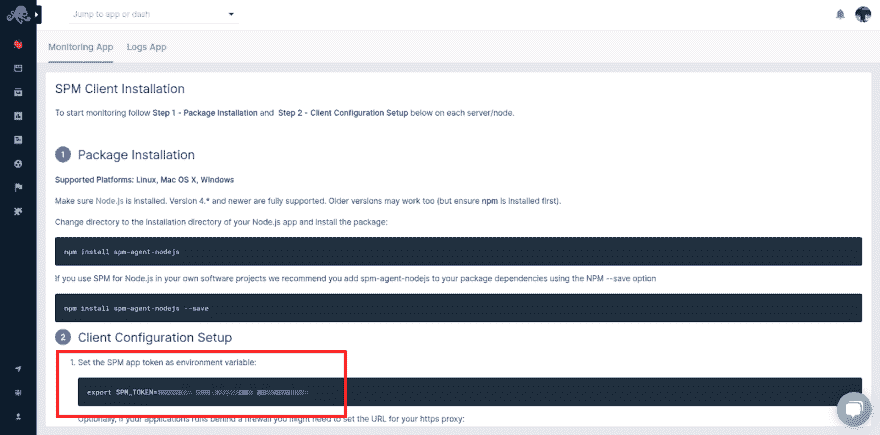 Jump to app or dash
Monitoring App Logs App
SPM Client Installation
To start monitoring follow Step 1 - Package Installation and Step 2 - Client Configuration Setup below on each server/node.
1 Package Installation
Supported Platforms: Linux, Mac OS X, Windows
Make sure Node.js is installed. Version 4.* and newer are fully supported. Older versions may work too (but ensure npm is installed first).
Change directory to the installation directory of your Node.js app and install the package:
npm install spm-agent-nodejs
If you use SPM for Node.js in your own software projects we recommend you add spm-agent-nodejs to your package dependencies using the NPM --save option
npm install spm-agent-nodejs --save
2 Client Configuration Setup
1. Set the SPM app token as environment variable:
export SPM_TOKEN=
Optionally, if your applications runs behind a firewall you might need to set the URL for your https proxy: